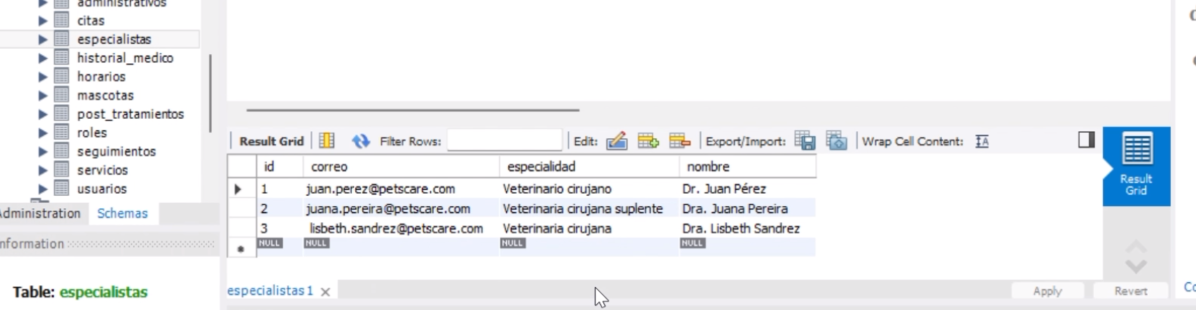 administrativos
citas
especialistas
historial_medico
horarios
mascotas
post_tratamientos
roles
seguimientos
servicios
usuarios
Administration Schemas
Information
Table: especialistas
Result Grid Filter Rows: Edit: Export/Import: Wrap Cell Content:
id correo especialidad nombre
1 juan.perez@petscare.com Veterinario cirujano Dr. Juan Pérez
2 juana.pereira@petscare.com Veterinaria cirujana suplente Dra. Juana Pereira
3 lisbeth.sandrez@petscare.com Veterinaria cirujana Dra. Lisbeth Sandrez
NULL NULL NULL NULL
Result
Grid
especialistas 1 Apply Revert